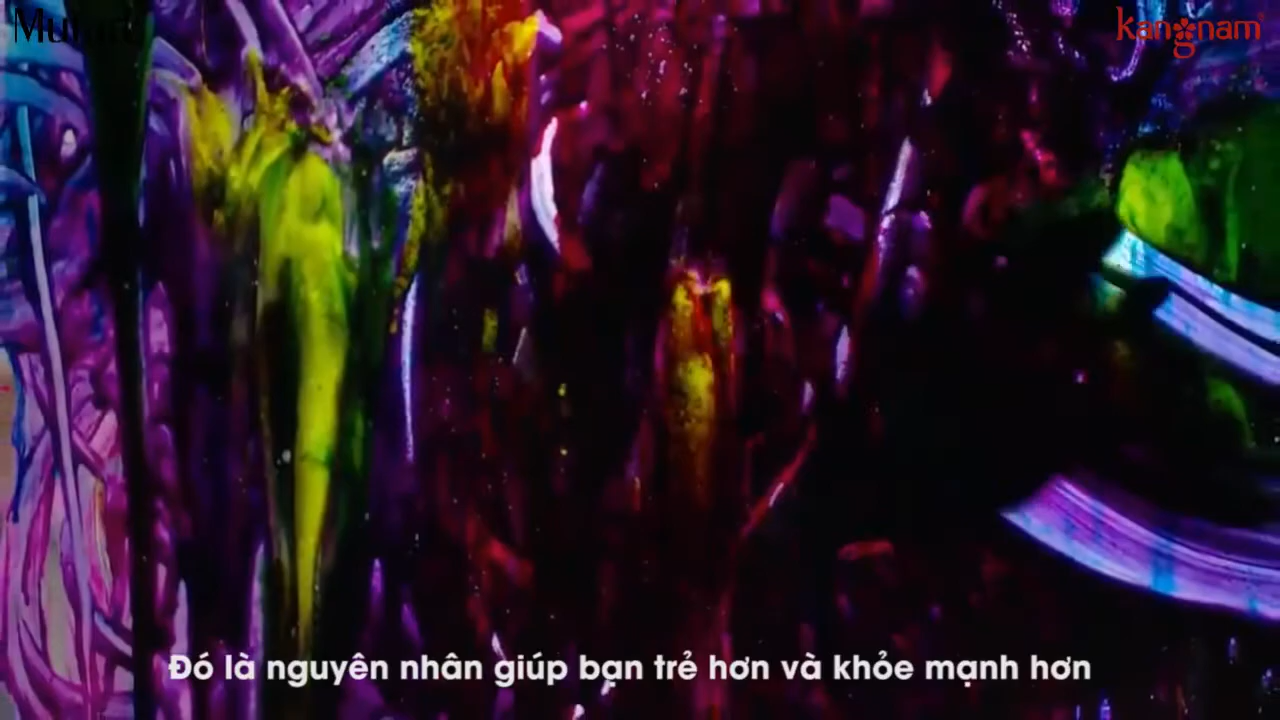 kangnam
Đó là nguyên nhân giúp bạn trẻ hơn và khỏe mạnh hơn